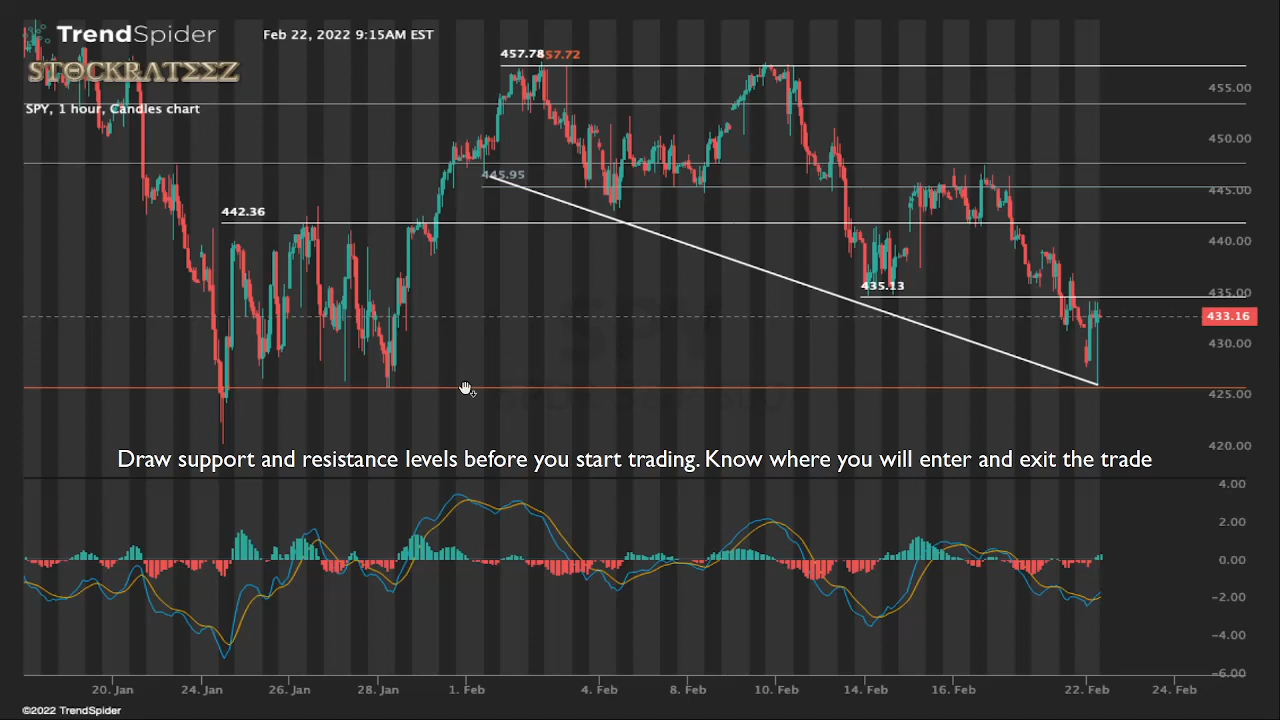 TrendSpider
Feb 22, 2022 9:15AM EST
STOCKRATEEZ
SPY, 1 hour, Candles chart
457.78
57.72
445.95
442.36
435.13
455.00
450.00
445.00
440.00
435.00
433.16
430.00
425.00
420.00
Draw support and resistance levels before you start trading. Know where you will enter and exit the trade
4.00
2.00
0.00
−2.00
−4.00
−6.00
20. Jan
24. Jan
26. Jan
28. Jan
1. Feb
4. Feb
8. Feb
10. Feb
14. Feb
16. Feb
22. Feb
24. Feb
©2022 TrendSpider